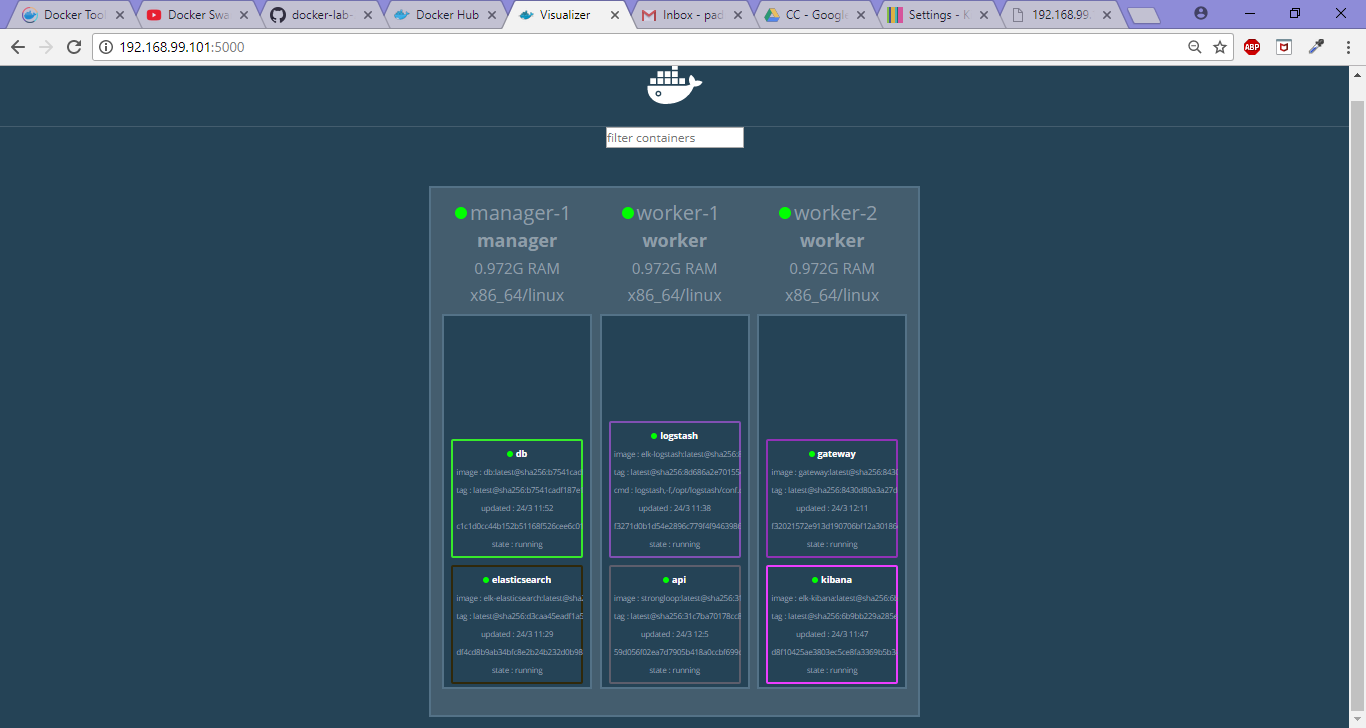 Docker Tool
Docker Swa
docker-lab-
Docker Hub
Visualizer
Inbox - pad
CC - Google
Settings - K
192.168.99.
192.168.99.101:5000
ABP
filter containers
manager-1
manager
0.972G RAM
x86_64/linux
db
image : db:latest@sha256:b7541cad
tag : latest@sha256:b7541cadf187e
updated : 24/3 11:52
c1c1d0cc44b152b51168f526cee6c0
state : running
elasticsearch
image : elk-elasticsearch:latest@sha
tag : latest@sha256:d3caa45eadf1a5
updated : 24/3 11:29
df4cd8b9ab34bfc8e2b24b232d0b98
state : running
worker-1
worker
0.972G RAM
x86_64/linux
logstash
image : elk-logstash:latest@sha256:8
tag : latest@sha256:8d686a2e70155
cmd : logstash,-f,/opt/logstash/conf.
updated : 24/3 11:38
f3271d0b1d54e2896c779f4f9463986
state : running
api
image : strongloop:latest@sha256:31
tag : latest@sha256:31c7ba70178cc8
updated : 24/3 12:5
59d056f02ea7d7905b418a0ccbf699
state : running
worker-2
worker
0.972G RAM
x86_64/linux
gateway
image : gateway:latest@sha256:8430
tag : latest@sha256:8430d80a3a27d
updated : 24/3 12:11
f32021572e913d190706bf12a30186
state : running
kibana
image : elk-kibana:latest@sha256:6b
tag : latest@sha256:6b9bb229a285e
updated : 24/3 11:47
d8f10425ae3803ec5ce8fa3369b5b3
state : running